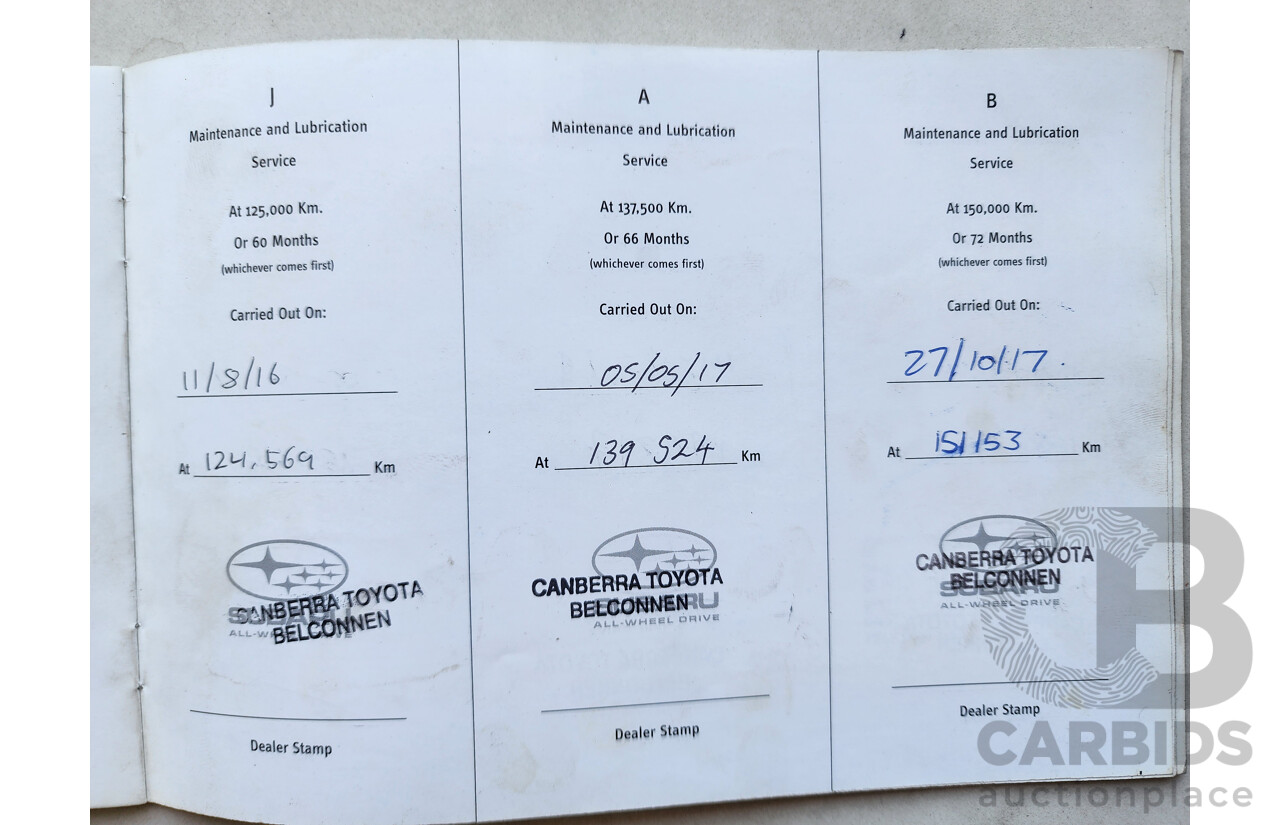 J
Maintenance and Lubrication
Service
At 125,000 Km.
Or 60 Months
(whichever comes first)
Carried Out On:
11/8/16
At 124,569 Km
SUBARU
CANBERRA TOYOTA
BELCONNEN
ALL-W
Dealer Stamp
A
Maintenance and Lubrication
Service
At 137,500 Km.
Or 66 Months
(whichever comes first)
Carried Out On:
05/05/17
At 139 524 Km
CANBERRA TOYOTA
BELCONNEN RU
ALL-WHEEL DRIVE
Dealer Stamp
B
Maintenance and Lubrication
Service
At 150,000 Km.
Or 72 Months
(whichever comes first)
Carried Out On:
27/10/17.
At 151153 Km
CANBERRA TOYOTA
BELCONNEN
SUBARU
ALL-WHEEL DRIVE
Dealer Stamp
CB
CARBIDS
auctionplace